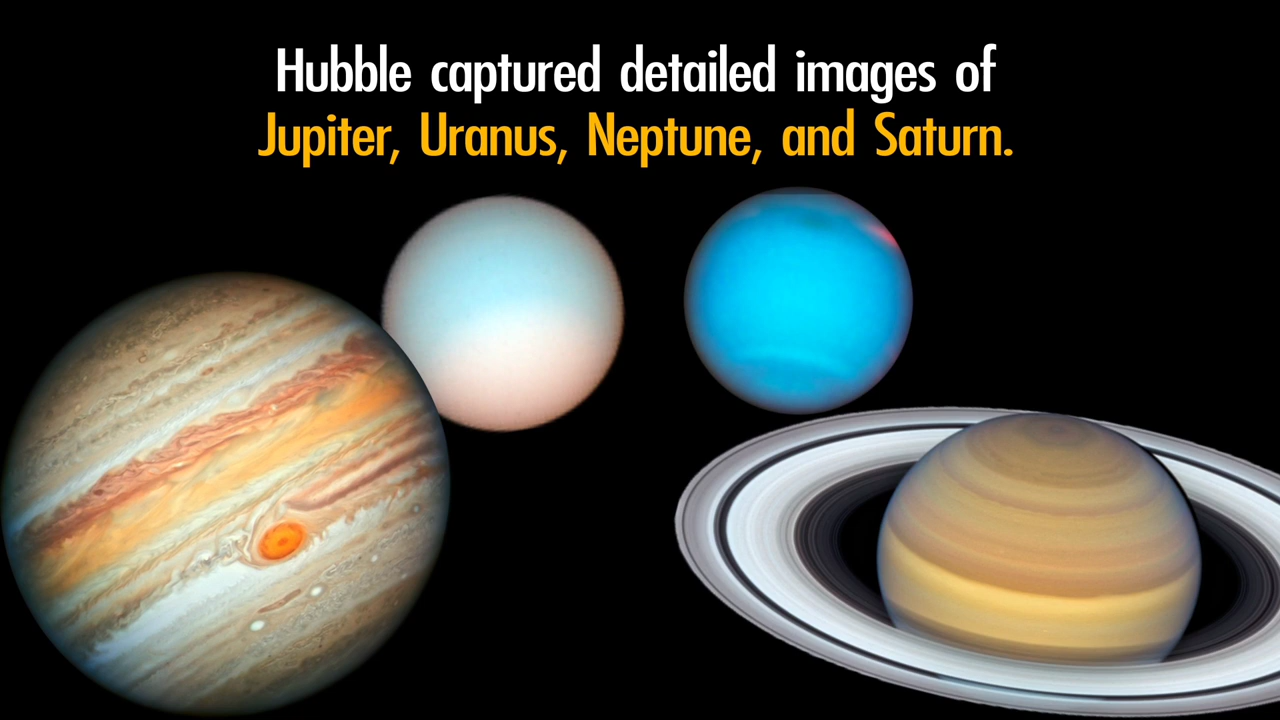 Hubble captured detailed images of
Jupiter, Uranus, Neptune, and Saturn.